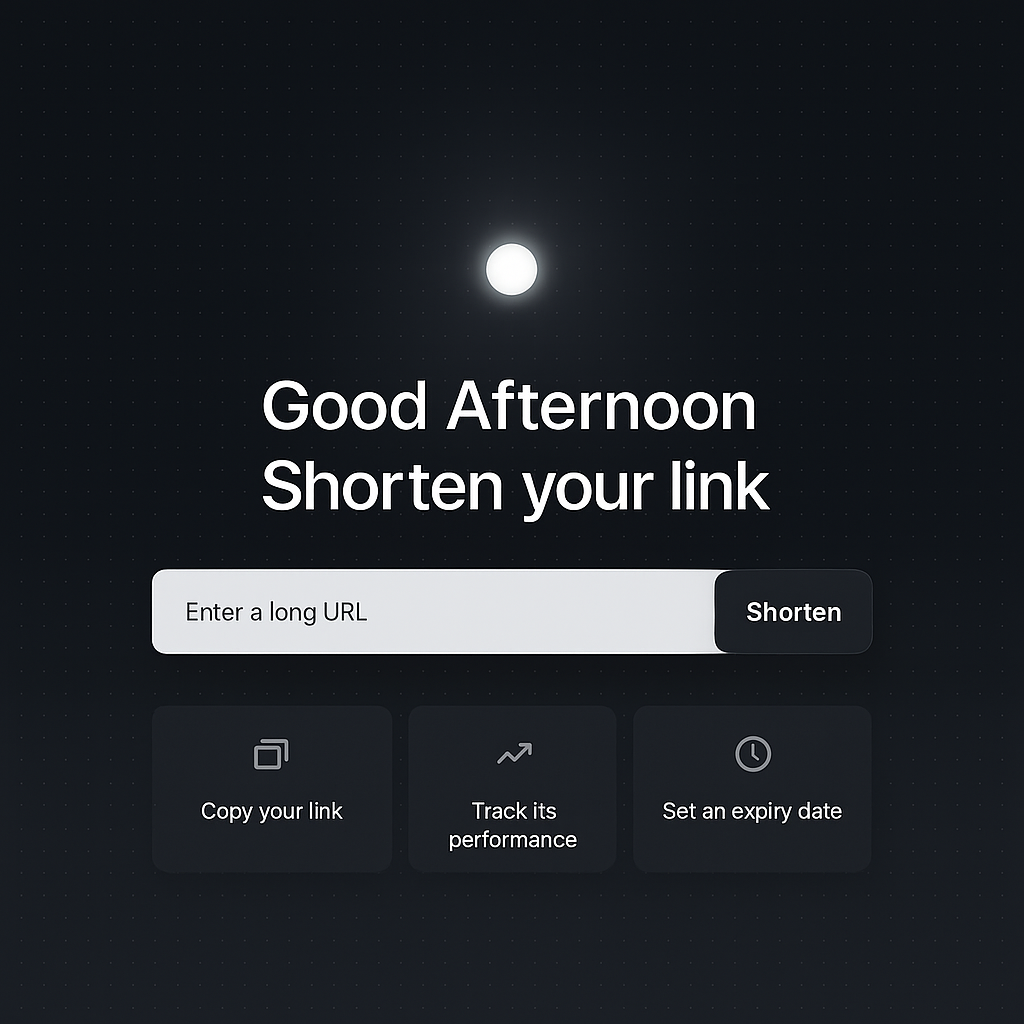 Good Afternoon
Shorten your link
Enter a long URL
Shorten
Copy your link
Track its
performance
Set an expiry date